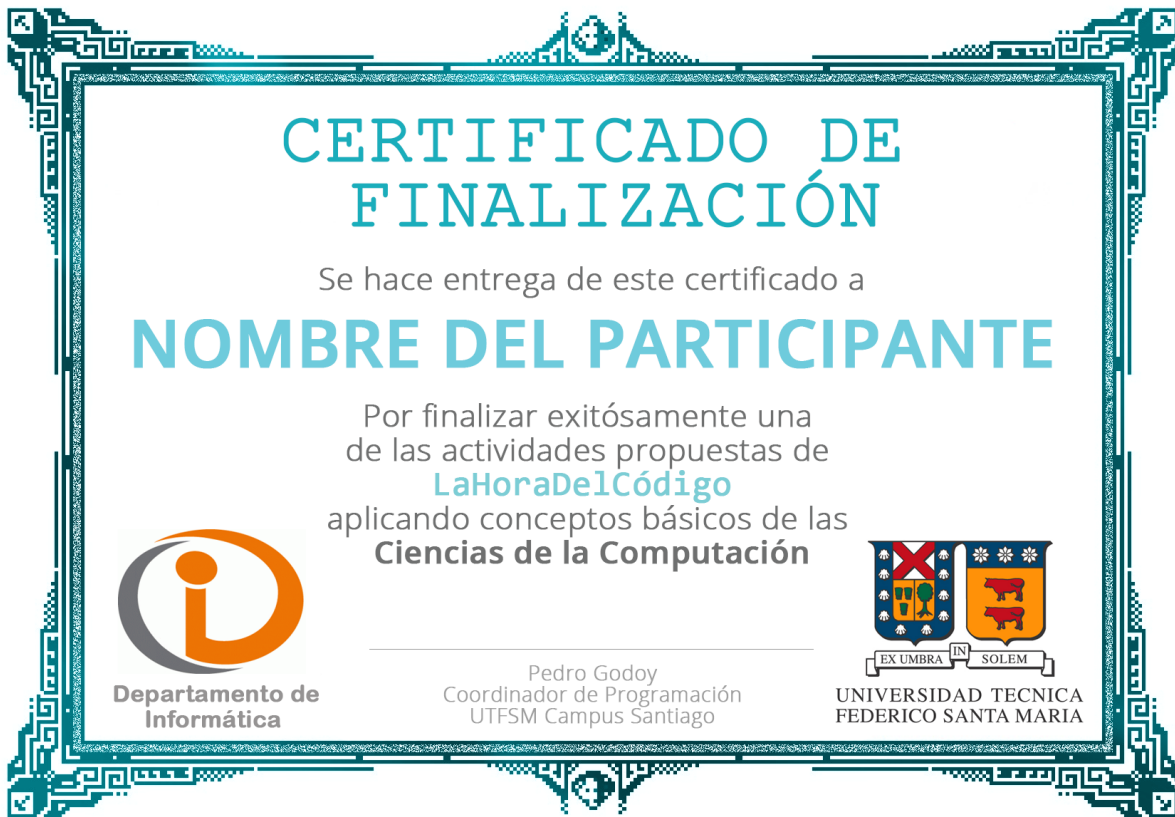 CERTIFICADO DE
FINALIZACIÓN
Se hace entrega de este certificado a
NOMBRE DEL PARTICIPANTE
Por finalizar exitósamente una
de las actividades propuestas de
LaHoraDelCódigo
aplicando conceptos básicos de las
Ciencias de la Computación
Departamento de
Informática
Pedro Godoy
Coordinador de Programación
UTFSM Campus Santiago
EX UMBRA IN SOLEM
UNIVERSIDAD TECNICA
FEDERICO SANTA MARIA